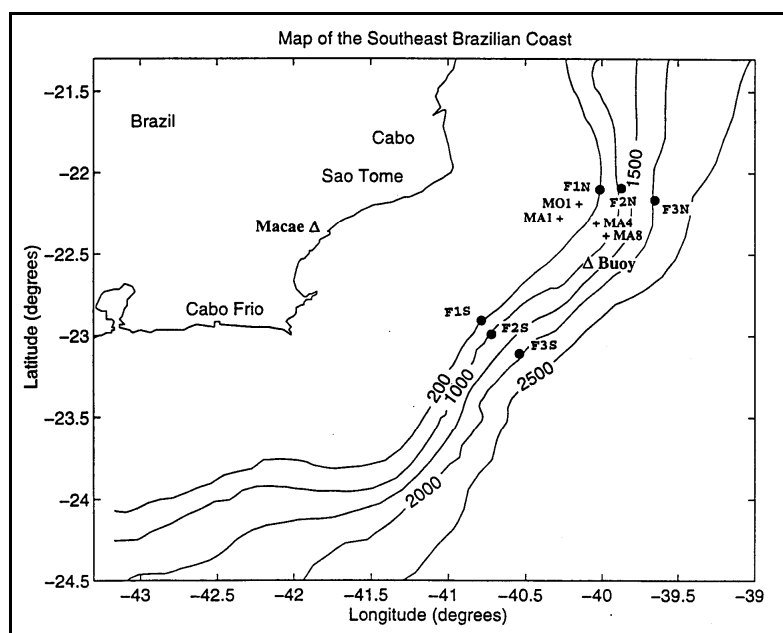 Map of the Southeast Brazilian Coast
−21.5
Brazil
Cabo
Sao Tome
−22
1500
F1N
F2N
F3N
MO1 +
MA1 +
+ MA4
+ MA8
Macae Δ
−22.5
Δ Buoy
Cabo Frio
F1S
F2S
F3S
−23
200
1000
2500
−23.5
2000
−24
−24.5
−43
−42.5
−42
−41.5
−41
−40.5
−40
−39.5
−39
Latitude (degrees)
Longitude (degrees)